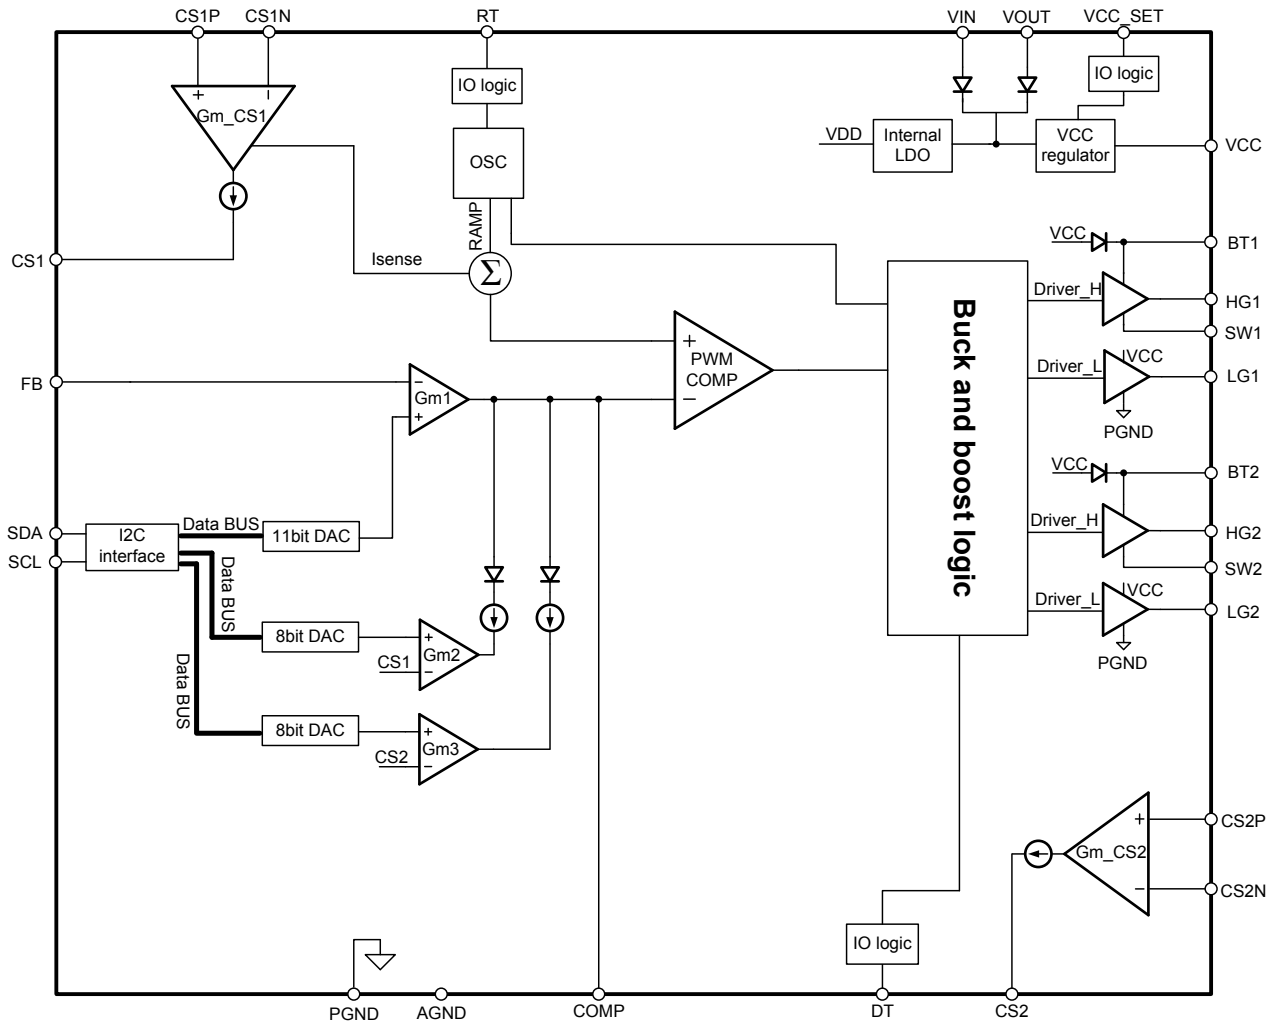 CS1P CS1N RT VIN VOUT VCC_SET
+ − IO logic IO logic
Gm_CS1
OSC VDD Internal LDO VCC regulator VCC
RAMP
VCC BT1
CS1 Isense Σ
Driver_H HG1
SW1
+ PWM COMP −
VCC
Driver_L LG1
PGND
FB − Gm1 +
Buck and boost logic
VCC BT2
SDA I2C interface Data BUS 11bit DAC
Driver_H HG2
SCL
SW2
Data BUS
VCC
Driver_L LG2
PGND
8bit DAC + Gm2 −
CS1
Data BUS
8bit DAC + Gm3 −
CS2
+ CS2P
Gm_CS2
− CS2N
IO logic
PGND AGND COMP DT CS2